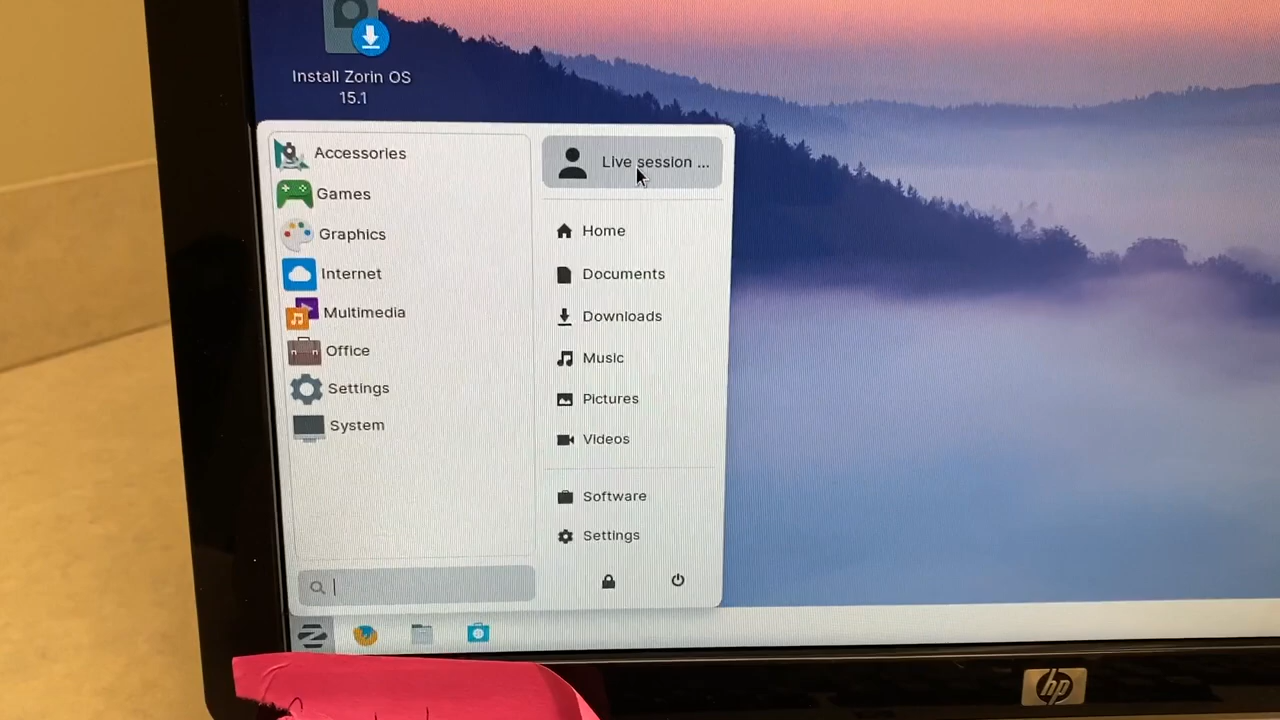 Install Zorin OS
15.1
Accessories
Games
Graphics
Internet
Multimedia
Office
Settings
System
Live session ...
Home
Documents
Downloads
Music
Pictures
Videos
Software
Settings
hp